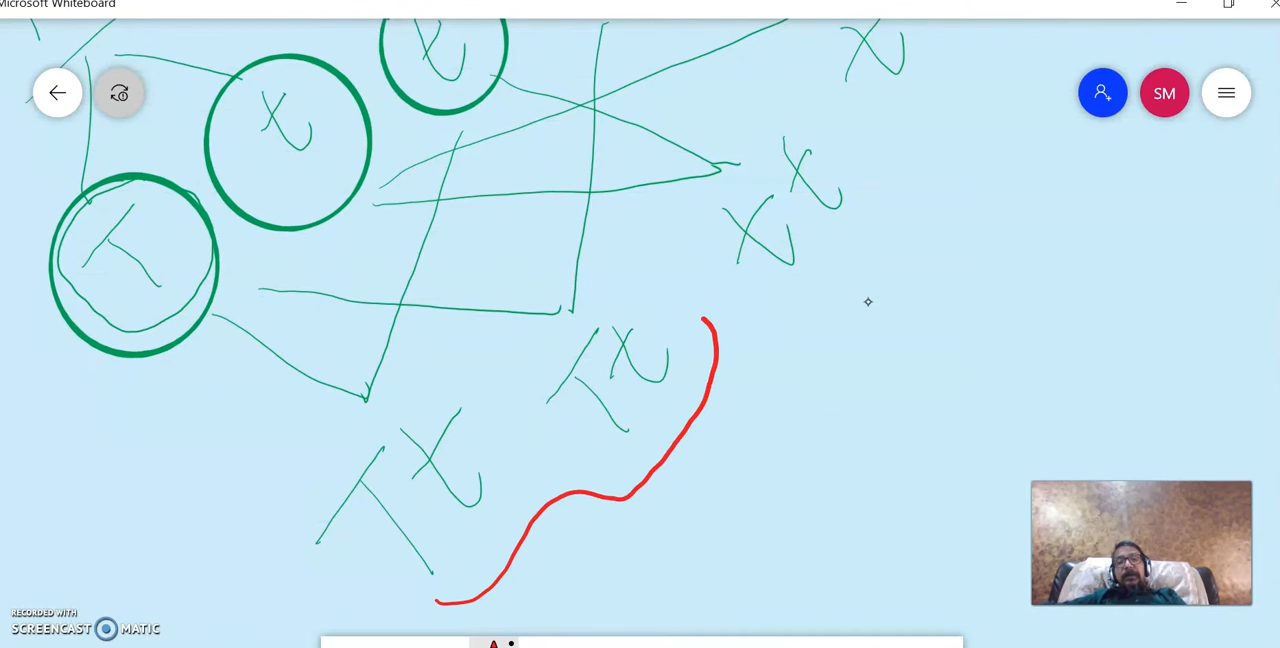 Microsoft Whiteboard
t
t
t
SM
T
t
t
T t
T t
RECORDED WITH
SCREENCAST MATIC